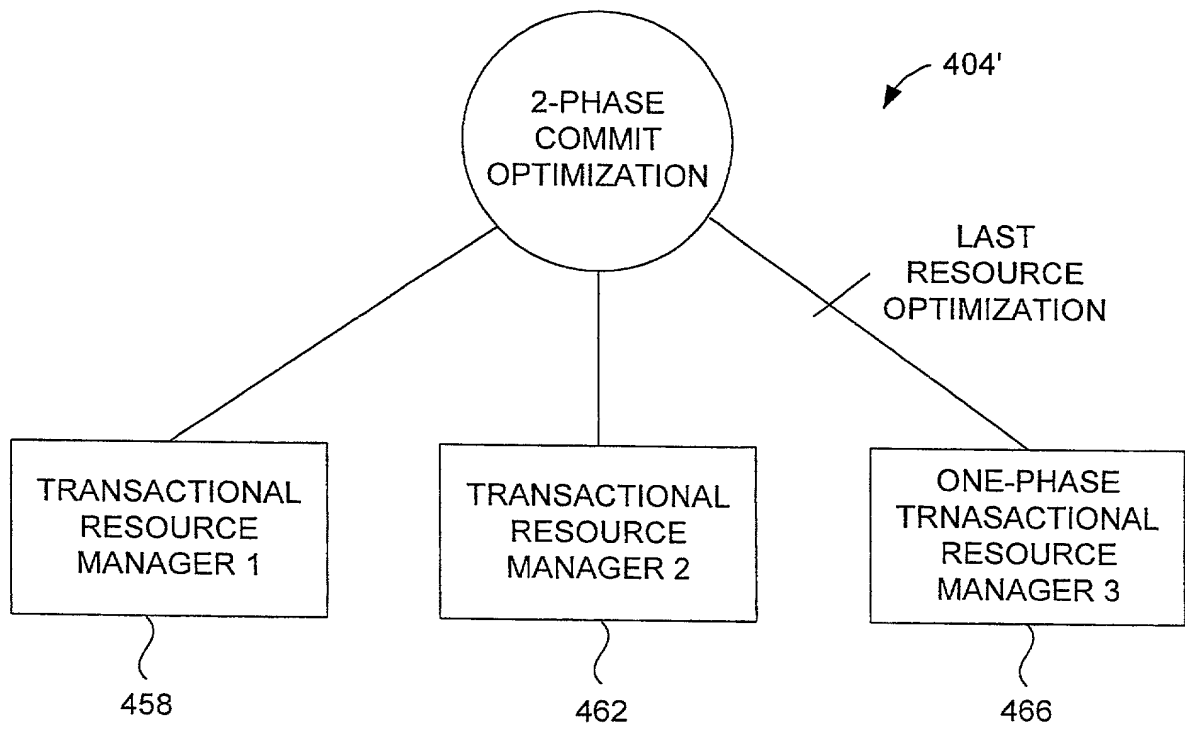 2-PHASE
COMMIT
OPTIMIZATION
404'
LAST
RESOURCE
OPTIMIZATION
TRANSACTIONAL
RESOURCE
MANAGER 1
TRANSACTIONAL
RESOURCE
MANAGER 2
ONE-PHASE
TRNASACTIONAL
RESOURCE
MANAGER 3
458
462
466